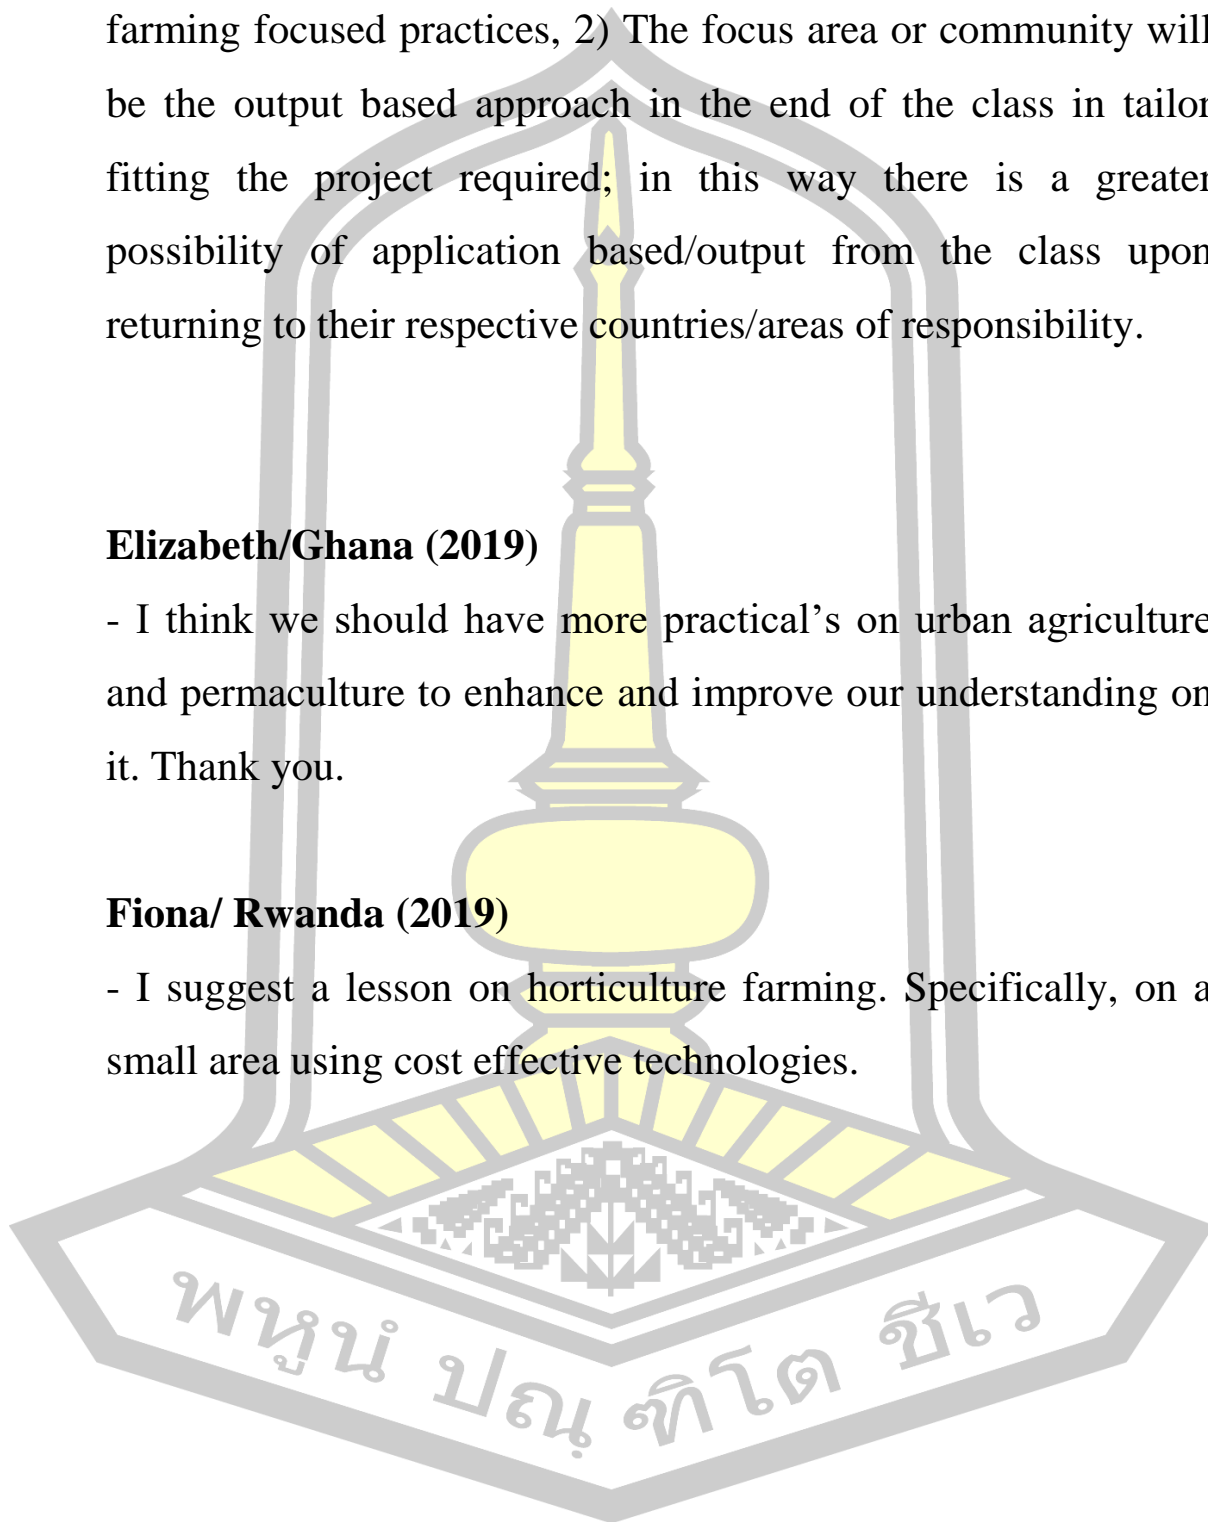 farming focused practices, 2) The focus area or community will
be the output based approach in the end of the class in tailor
fitting the project required; in this way there is a greater
possibility of application based/output from the class upon
returning to their respective countries/areas of responsibility.
Elizabeth/Ghana (2019)
- I think we should have more practical’s on urban agriculture
and permaculture to enhance and improve our understanding on
it. Thank you.
Fiona/ Rwanda (2019)
- I suggest a lesson on horticulture farming. Specifically, on a
small area using cost effective technologies.
พหูนํ ปณฺฑิโต ชีเว